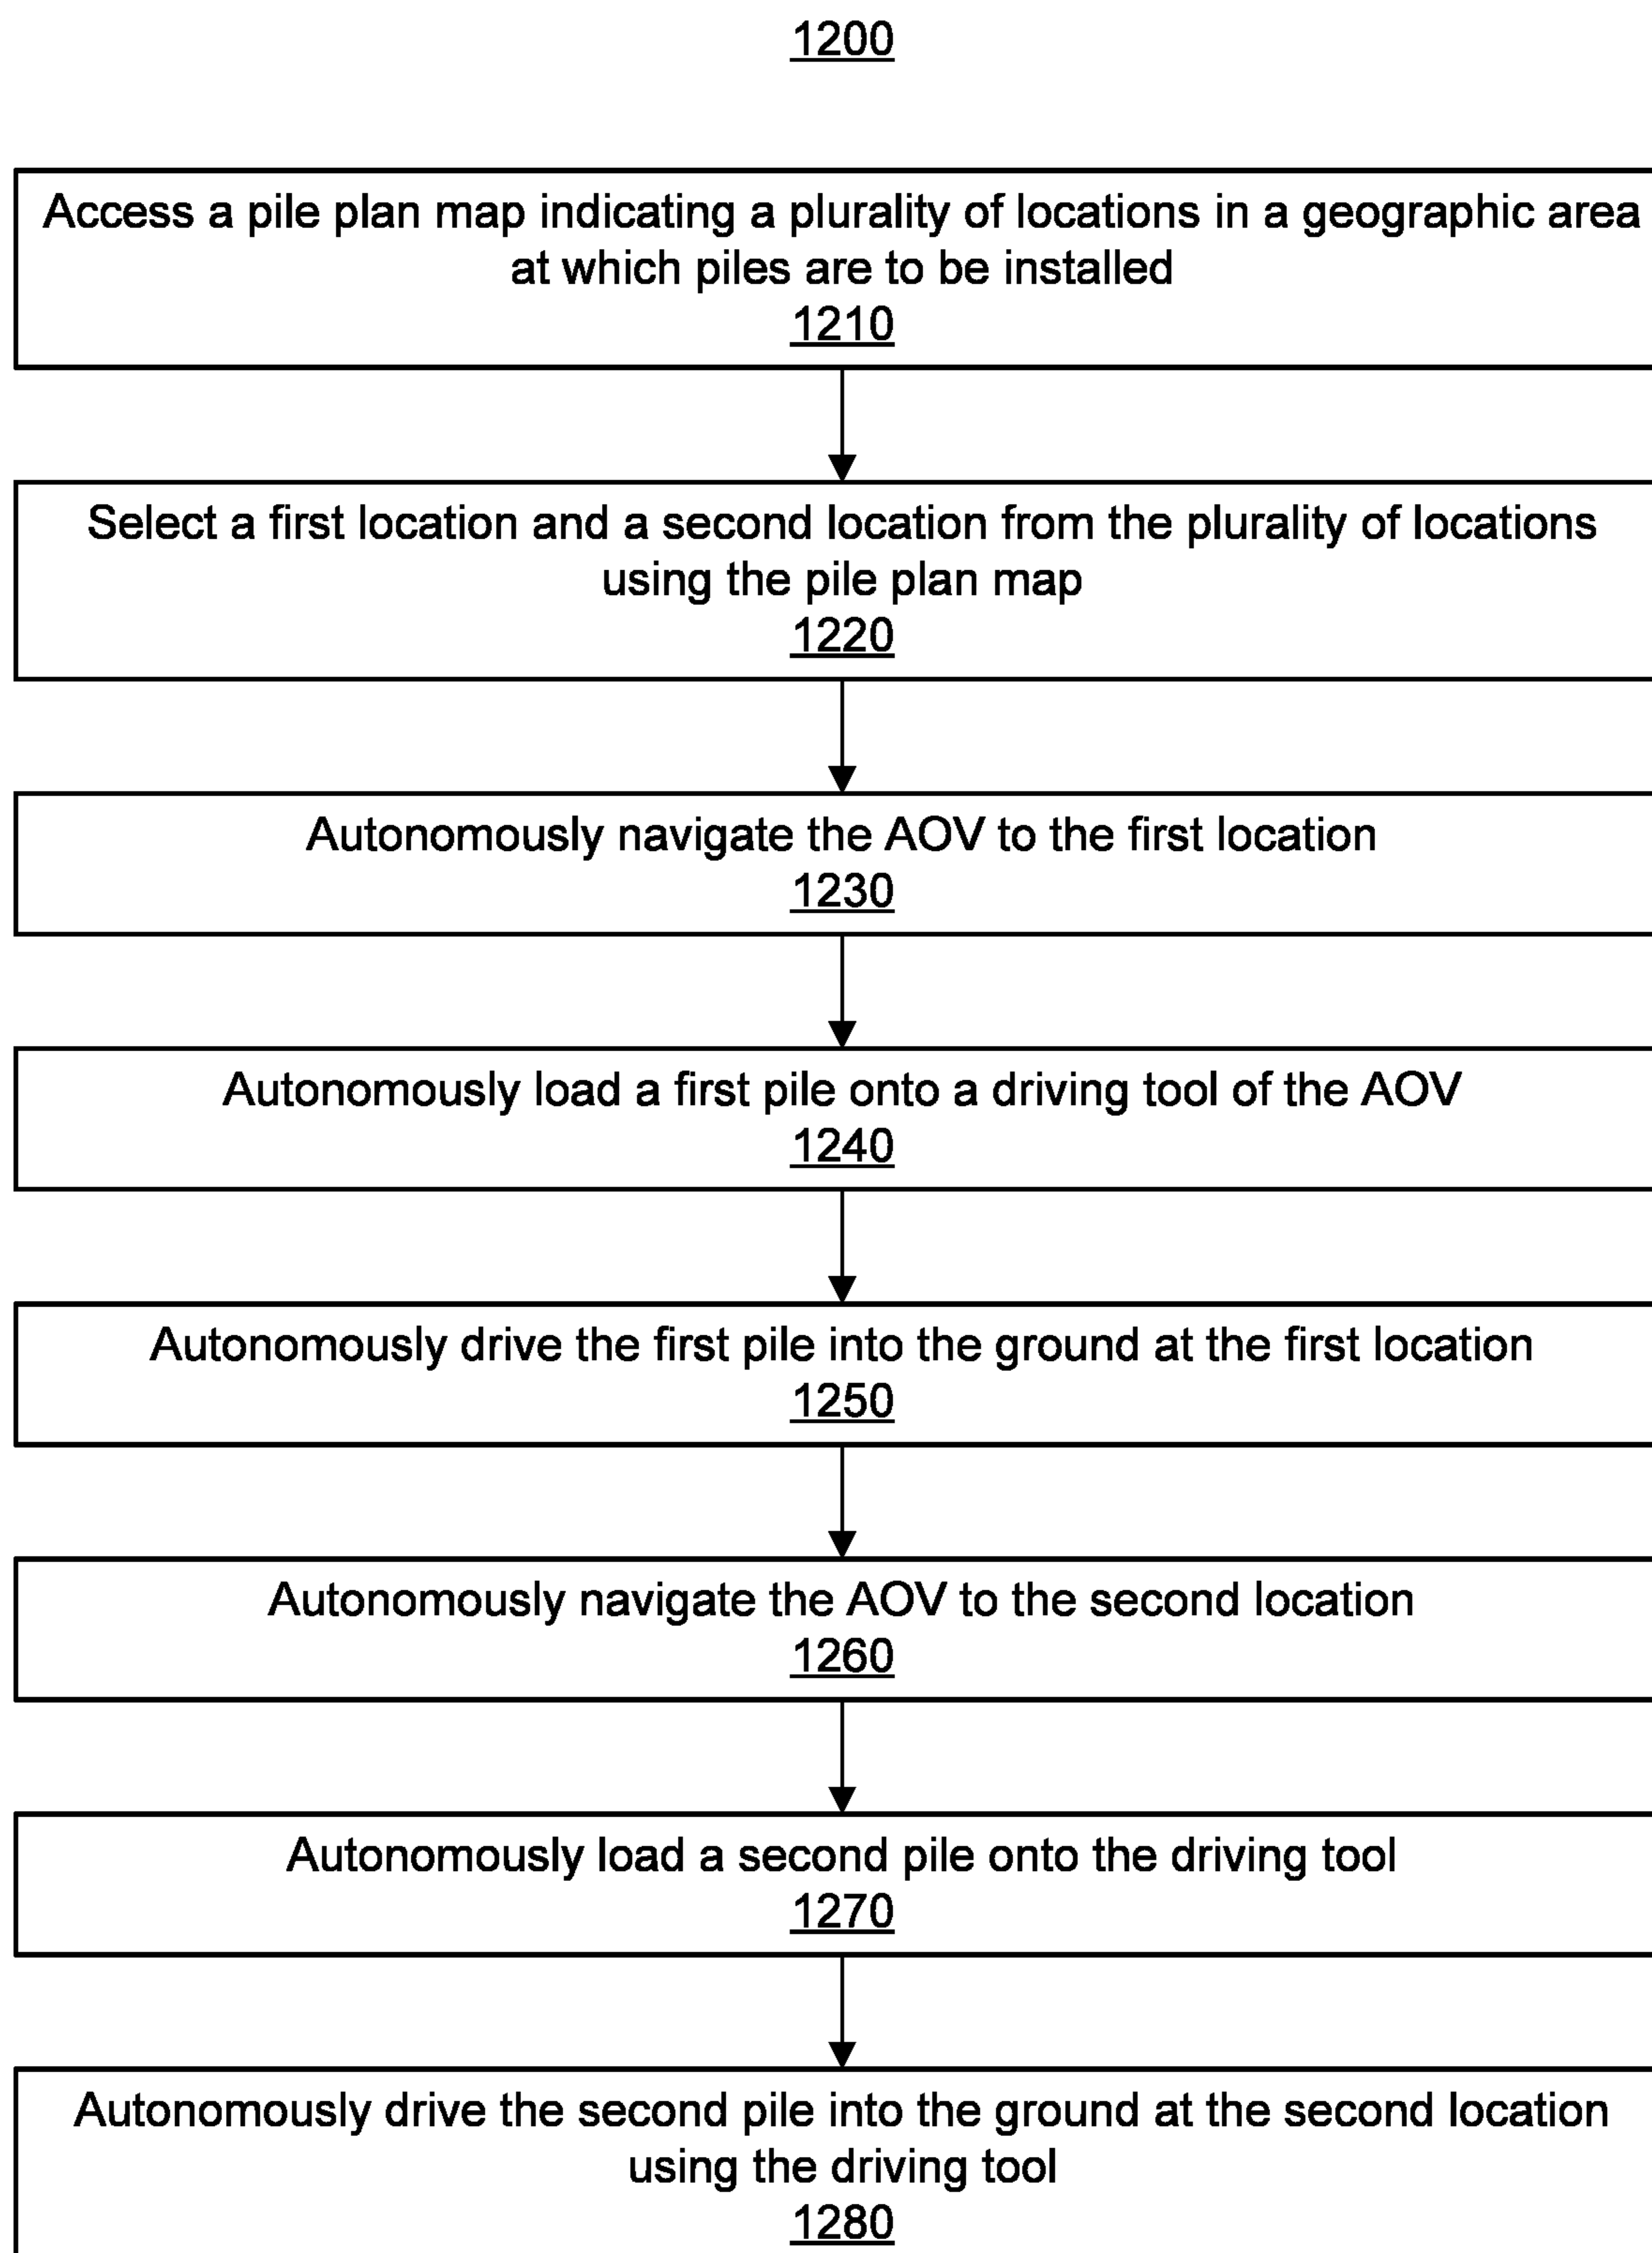 1200
Access a pile plan map indicating a plurality of locations in a geographic area
at which piles are to be installed
1210
Select a first location and a second location from the plurality of locations
using the pile plan map
1220
Autonomously navigate the AOV to the first location
1230
Autonomously load a first pile onto a driving tool of the AOV
1240
Autonomously drive the first pile into the ground at the first location
1250
Autonomously navigate the AOV to the second location
1260
Autonomously load a second pile onto the driving tool
1270
Autonomously drive the second pile into the ground at the second location
using the driving tool
1280